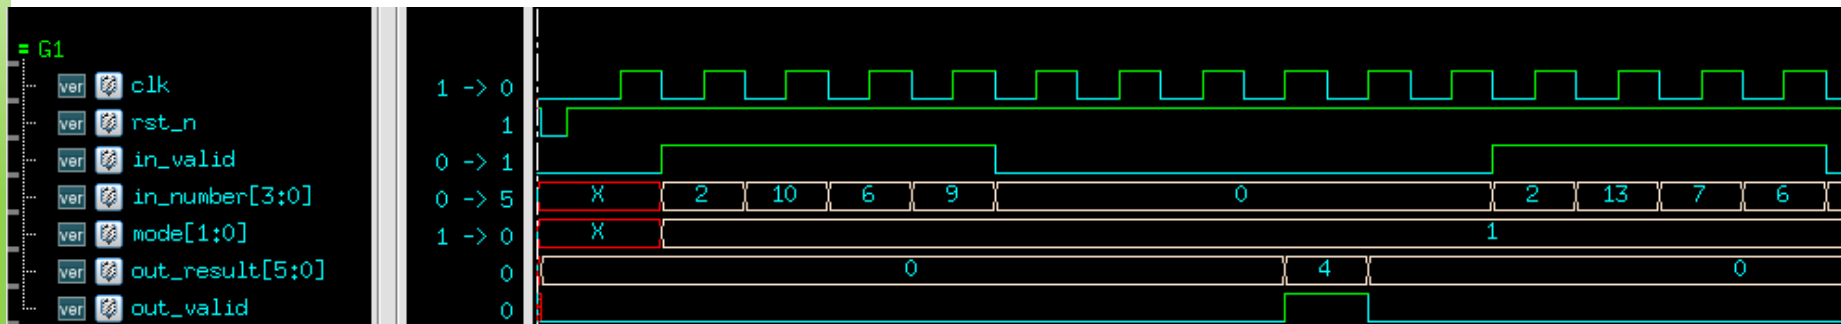 = G1
ver clk 1 -> 0
ver rst_n 1
ver in_valid 0 -> 1
ver in_number[3:0] 0 -> 5 X 2 10 6 9 0 2 13 7 6
ver mode[1:0] 1 -> 0 X 1
ver out_result[5:0] 0 0 4 0
ver out_valid 0